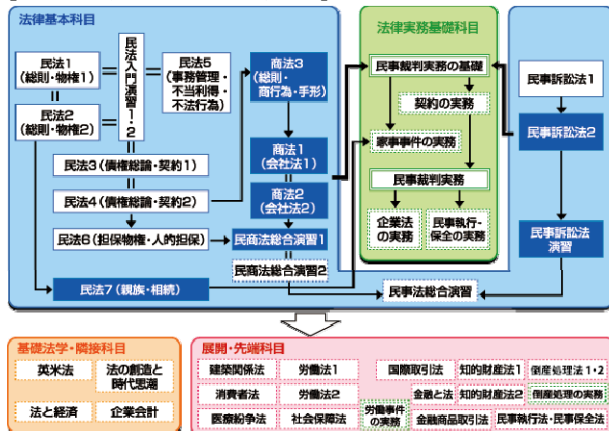 法律基本科目
民法1
(総則・物権1)
民法2
(総則・物権2)
民法入門演習1・2
民法5
(事務管理・
不当利得・
不法行為)
商法3
(総則・
商行為・手形)
民法3(債権総論・契約1)
民法4(債権総論・契約2)
民法6(担保物権・人的担保)
民法7(親族・相続)
商法1
(会社法1)
商法2
(会社法2)
民商法総合演習1
民商法総合演習2
法律実務基礎科目
民事裁判実務の基礎
契約の実務
家事事件の実務
民事裁判実務
企業法
の実務
民事執行・
保全の実務
民事訴訟法1
民事訴訟法2
民事訴訟法
演習
民事法総合演習
基礎法学・隣接科目
英米法
法の創造と
時代思潮
法と経済
企業会計
展開・先端科目
建築関係法
労働法1
国際取引法
知的財産法1
倒産処理法1・2
消費者法
労働法2
金融と法
知的財産法2
倒産処理の実務
医療紛争法
社会保障法
労働事件
の実務
金融商品取引法
民事執行法・民事保全法